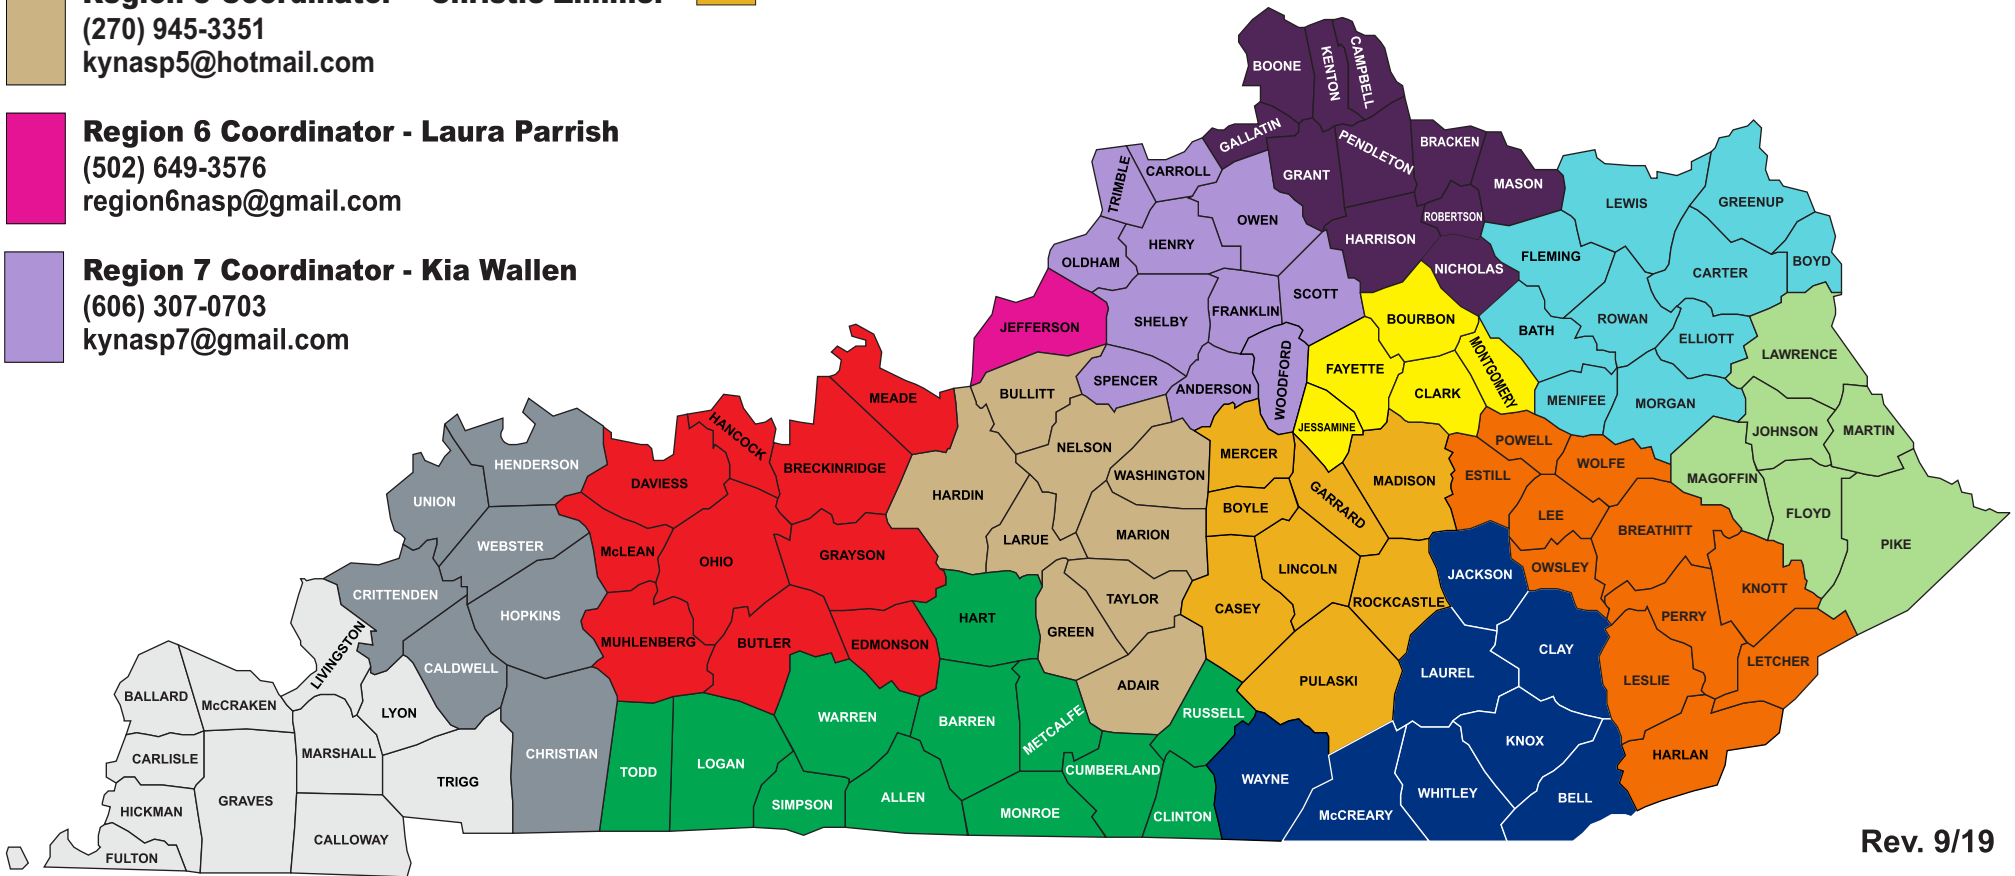 Region 5 Coordinator - Christie Zimmer
(270) 945-3351
kynasp5@hotmail.com
Region 6 Coordinator - Laura Parrish
(502) 649-3576
region6nasp@gmail.com
Region 7 Coordinator - Kia Wallen
(606) 307-0703
kynasp7@gmail.com
BOONE
KENTON
CAMPBELL
GALLATIN
PENDLETON
BRACKEN
GRANT
MASON
ROBERTSON
HARRISON
NICHOLAS
TRIMBLE
CARROLL
OWEN
HENRY
OLDHAM
SHELBY
FRANKLIN
SCOTT
SPENCER
ANDERSON
WOODFORD
JEFFERSON
LEWIS
GREENUP
FLEMING
CARTER
BOYD
BATH
ROWAN
ELLIOTT
MENIFEE
MORGAN
BOURBON
FAYETTE
CLARK
MONTGOMERY
JESSAMINE
LAWRENCE
JOHNSON
MARTIN
MAGOFFIN
FLOYD
PIKE
MEADE
HANCOCK
BRECKINRIDGE
DAVIESS
McLEAN
OHIO
GRAYSON
MUHLENBERG
BUTLER
EDMONSON
BULLITT
NELSON
WASHINGTON
HARDIN
LARUE
MARION
TAYLOR
GREEN
ADAIR
MERCER
BOYLE
GARRARD
MADISON
LINCOLN
CASEY
ROCKCASTLE
PULASKI
POWELL
ESTILL
WOLFE
LEE
BREATHITT
OWSLEY
KNOTT
PERRY
LETCHER
LESLIE
HARLAN
JACKSON
CLAY
LAUREL
KNOX
WAYNE
McCREARY
WHITLEY
BELL
HENDERSON
UNION
WEBSTER
CRITTENDEN
HOPKINS
CALDWELL
CHRISTIAN
LIVINGSTON
BALLARD
McCRAKEN
LYON
CARLISLE
MARSHALL
TRIGG
HICKMAN
GRAVES
CALLOWAY
FULTON
HART
WARREN
BARREN
METCALFE
RUSSELL
TODD
LOGAN
SIMPSON
ALLEN
MONROE
CUMBERLAND
CLINTON
Rev. 9/19